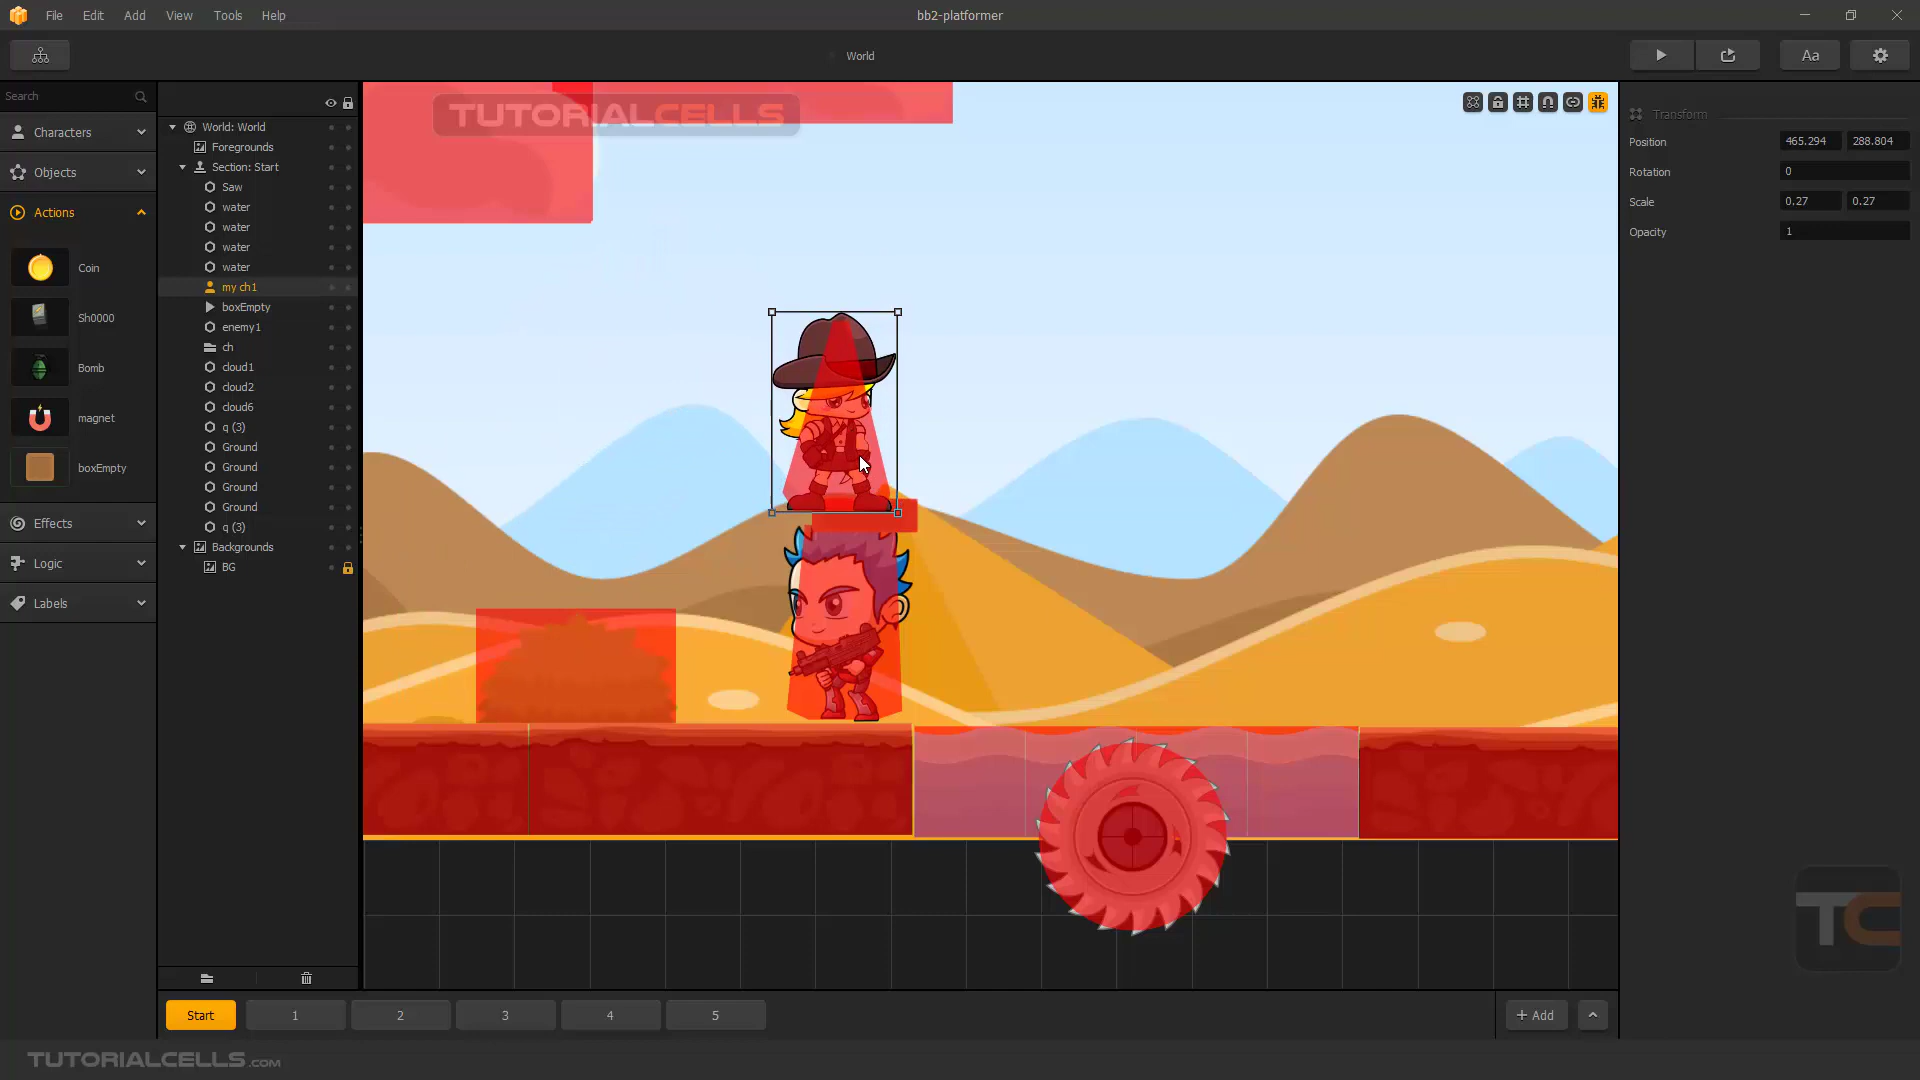 File Edit Add View Tools Help
bb2-platformer
World
Aa
Search
Characters
Objects
Actions
Coin
Sh0000
Bomb
magnet
boxEmpty
Effects
Logic
Labels
World: World
Foregrounds
Section: Start
Saw
water
water
water
water
my ch1
boxEmpty
enemy1
ch
cloud1
cloud2
cloud6
q (3)
Ground
Ground
Ground
Ground
q (3)
Backgrounds
BG
TUTORIALCELLS
Transform
Position 465.294 288.804
Rotation 0
Scale 0.27 0.27
Opacity 1
TC
Start 1 2 3 4 5
+ Add
TUTORIALCELLS.COM